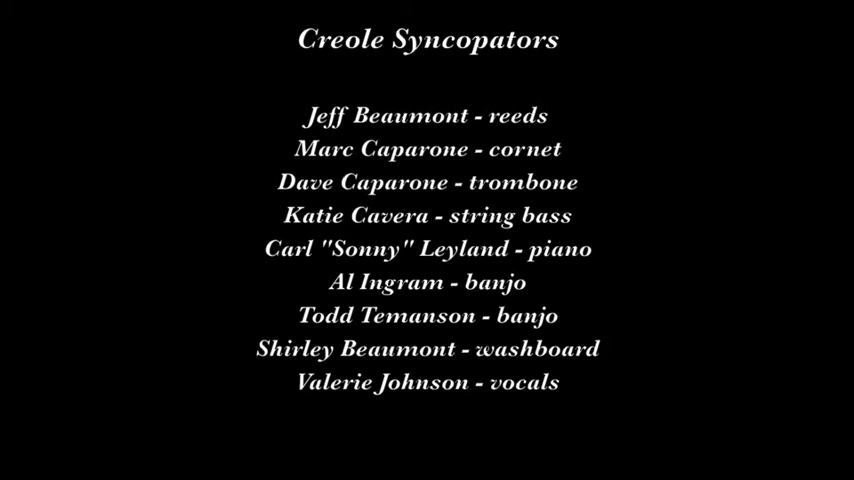 Creole Syncopators
Jeff Beaumont - reeds
Marc Caparone - cornet
Dave Caparone - trombone
Katie Cavera - string bass
Carl "Sonny" Leyland - piano
Al Ingram - banjo
Todd Temanson - banjo
Shirley Beaumont - washboard
Valerie Johnson - vocals